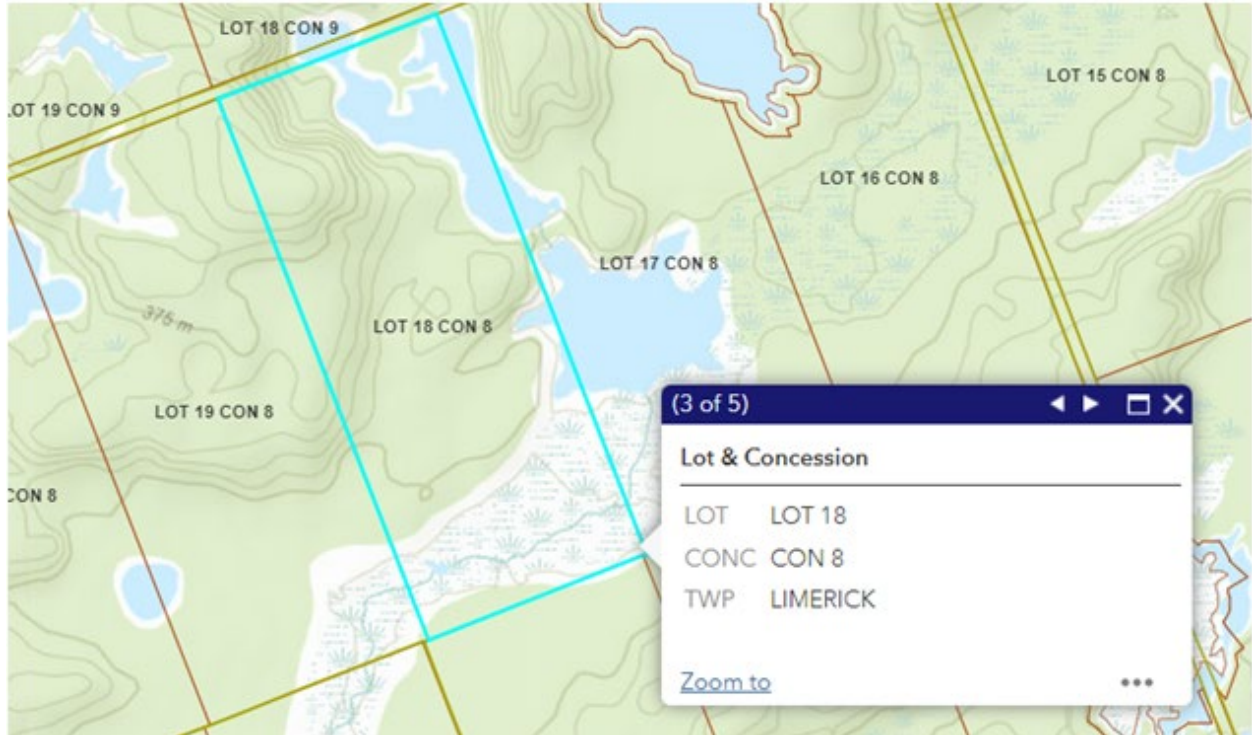 LOT 18 CON 9
LOT 15 CON 8
LOT 19 CON 9
LOT 16 CON 8
LOT 17 CON 8
375 m
LOT 18 CON 8
LOT 19 CON 8
CON 8
(3 of 5)
Lot & Concession
LOT LOT 18
CONC CON 8
TWP LIMERICK
Zoom to